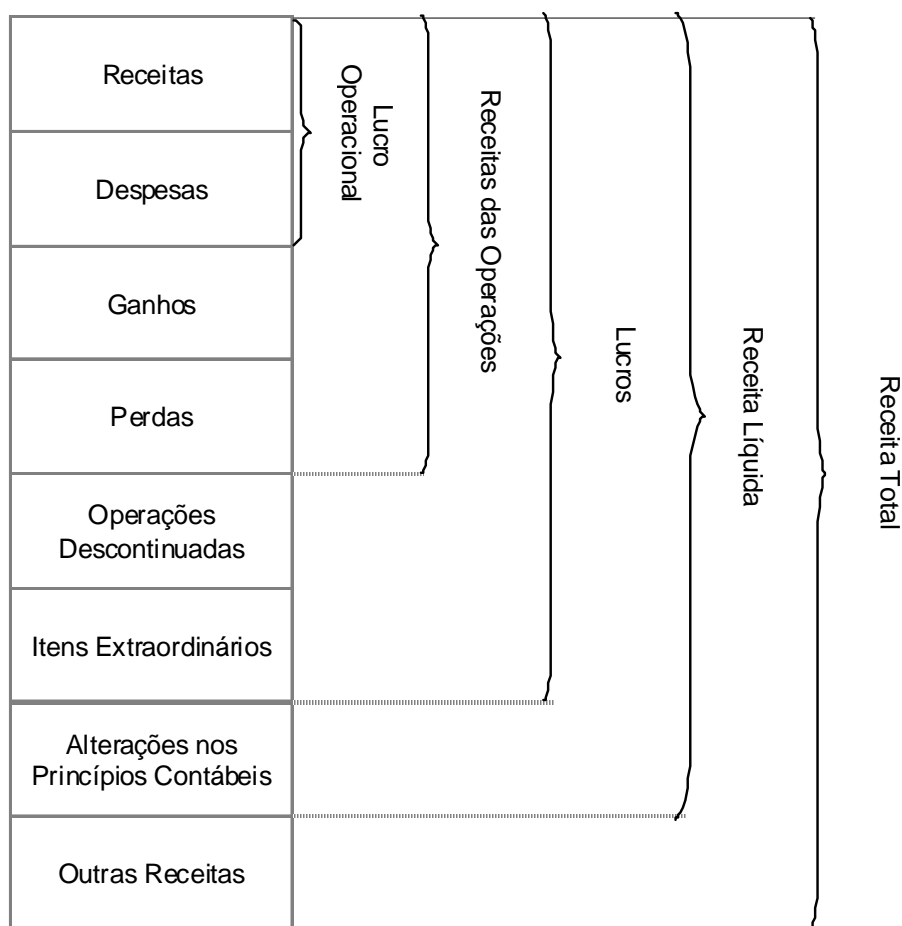 Receitas
Despesas
Ganhos
Perdas
Operações
Descontinuadas
Itens Extraordinários
Alterações nos
Princípios Contábeis
Outras Receitas
Lucro
Operacional
Receitas das Operações
Lucros
Receita Líquida
Receita Total